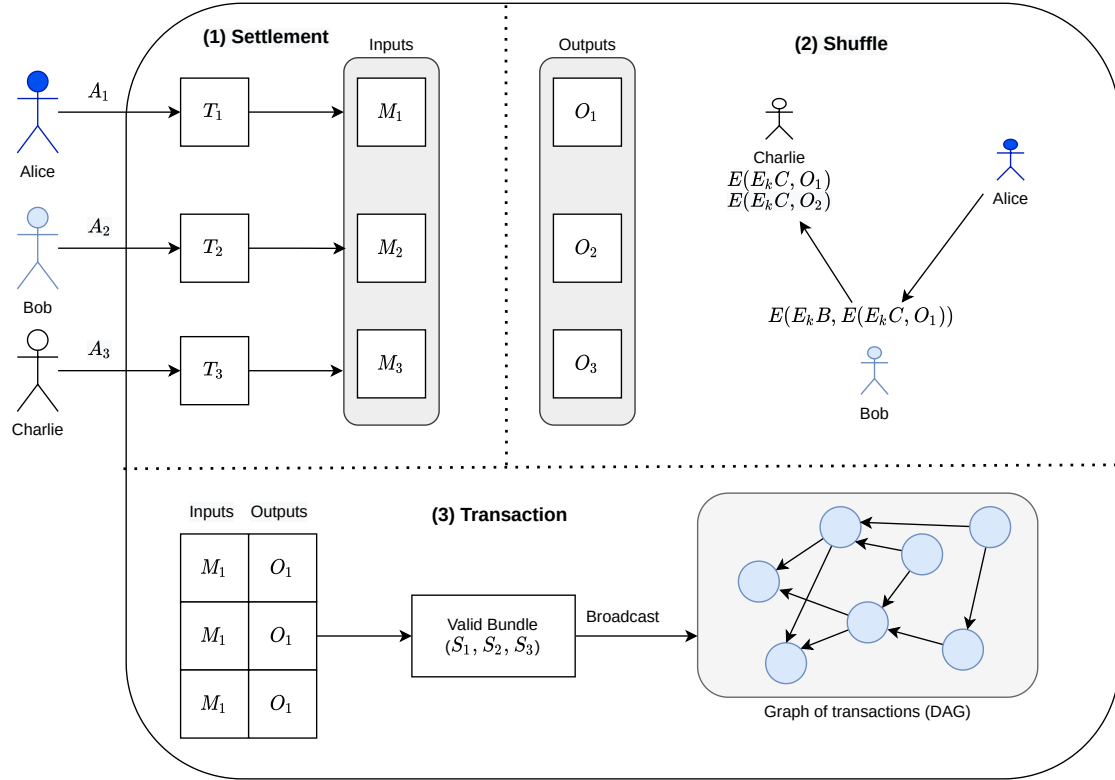 (1) Settlement
Inputs
A₁
T₁
M₁
Alice
A₂
T₂
M₂
Bob
A₃
T₃
M₃
Charlie
Outputs
O₁
O₂
O₃
(2) Shuffle
Charlie
E(EₖC, O₁)
E(EₖC, O₂)
Alice
E(EₖB, E(EₖC, O₁))
Bob
(3) Transaction
Inputs Outputs
M₁ O₁
M₁ O₁
M₁ O₁
Valid Bundle
(S₁, S₂, S₃)
Broadcast
Graph of transactions (DAG)